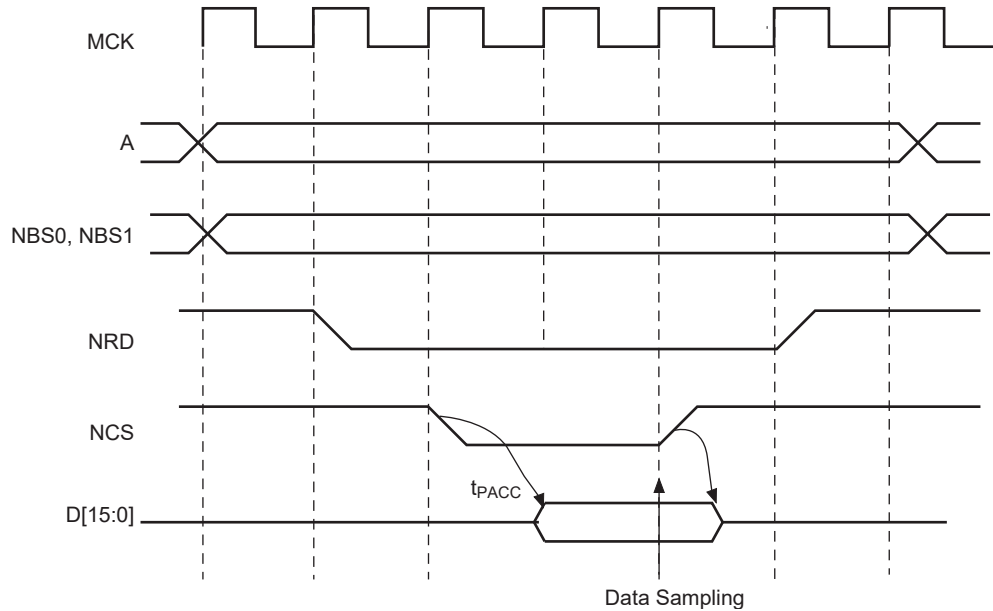 MCK
A
NBS0, NBS1
NRD
NCS
tPACC
D[15:0]
Data Sampling